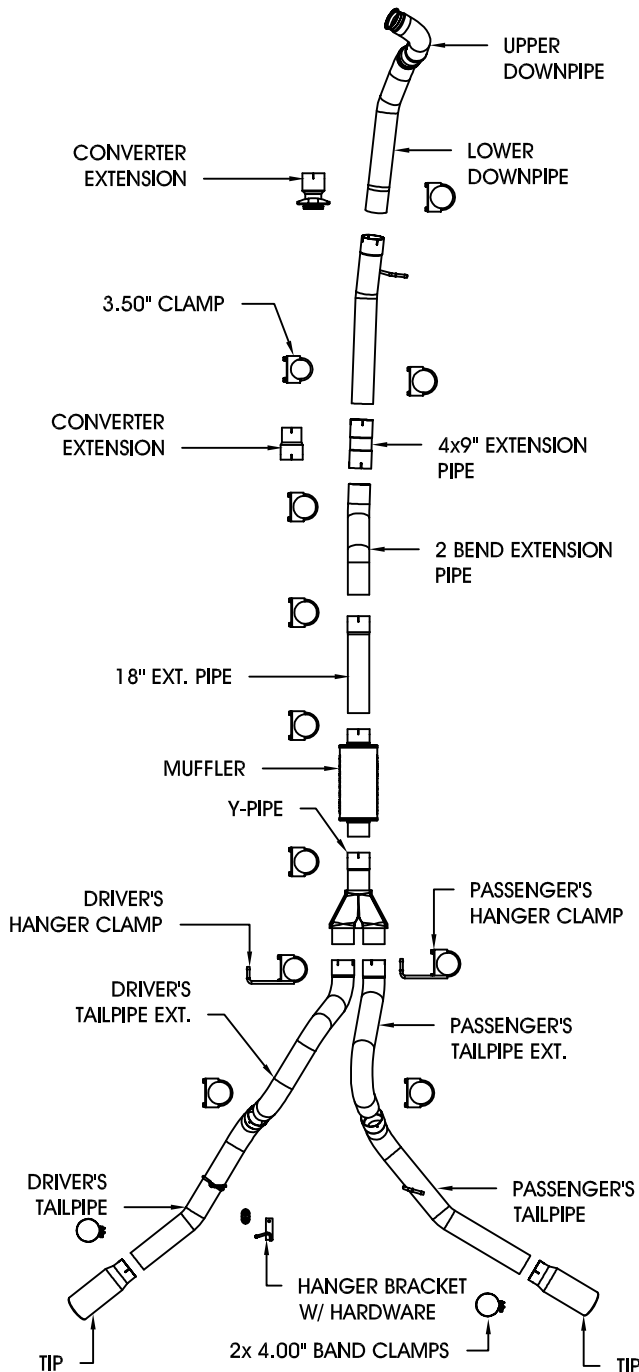 UPPER
DOWNPIPE
CONVERTER
EXTENSION
LOWER
DOWNPIPE
3.50" CLAMP
CONVERTER
EXTENSION
4x9" EXTENSION
PIPE
2 BEND EXTENSION
PIPE
18" EXT. PIPE
MUFFLER
Y-PIPE
DRIVER'S
HANGER CLAMP
PASSENGER'S
HANGER CLAMP
DRIVER'S
TAILPIPE EXT.
PASSENGER'S
TAILPIPE EXT.
DRIVER'S
TAILPIPE
PASSENGER'S
TAILPIPE
HANGER BRACKET
W/ HARDWARE
2x 4.00" BAND CLAMPS
TIP
TIP